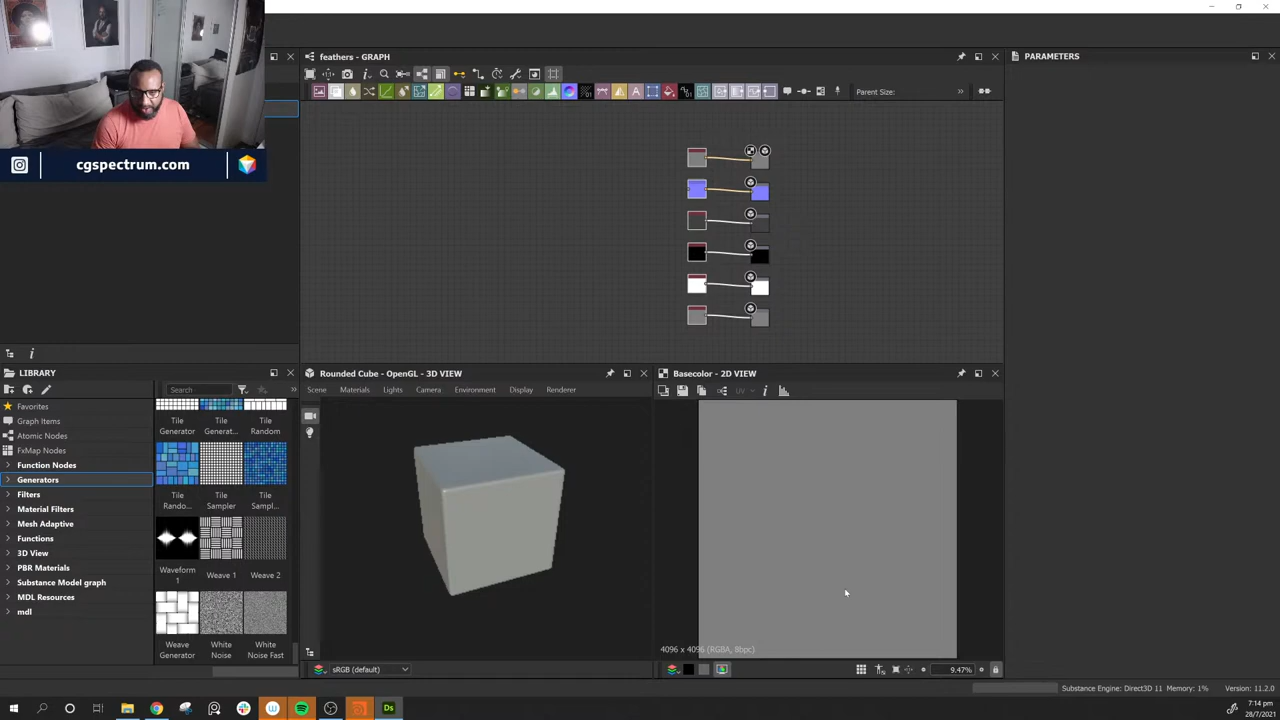 feathers - GRAPH
PARAMETERS
Parent Size:
cgspectrum.com
LIBRARY
Search
Favorites
Graph Items
Atomic Nodes
FxMap Nodes
Function Nodes
Generators
Filters
Material Filters
Mesh Adaptive
Functions
3D View
PBR Materials
Substance Model graph
MDL Resources
mdl
Tile Generator
Tile Generat...
Tile Random
Tile Rando...
Tile Sampler
Tile Sampl...
Waveform 1
Weave 1
Weave 2
Weave Generator
White Noise
White Noise Fast
Rounded Cube - OpenGL - 3D VIEW
Scene Materials Lights Camera Environment Display Renderer
sRGB (default)
Basecolor - 2D VIEW
UV
4096 x 4096 (RGBA, 8bpc)
9.47%
Substance Engine: Direct3D 11 Memory: 1% Version: 11.2.0
Ds
7:14 pm
28/7/2021